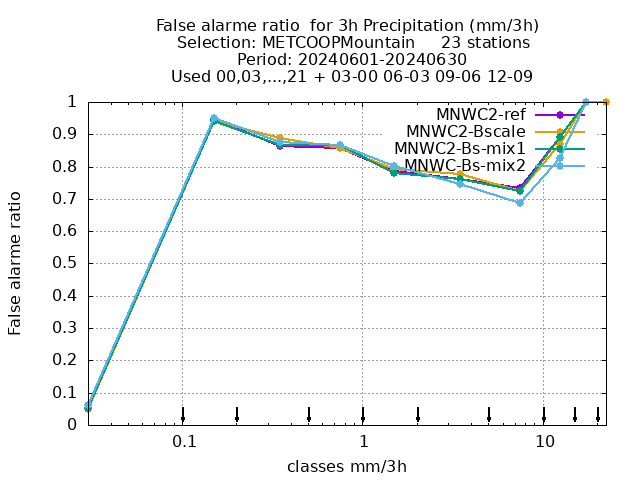 False alarme ratio  for 3h Precipitation (mm/3h)
Selection: METCOOPMountain     23 stations
Period: 20240601-20240630
Used 00,03,...,21 + 03-00 06-03 09-06 12-09
MNWC2-ref
MNWC2-Bscale
MNWC2-Bs-mix1
MNWC-Bs-mix2
1
0.9
0.8
0.7
0.6
0.5
0.4
0.3
0.2
0.1
0
False alarme ratio
0.1 1 10
classes mm/3h